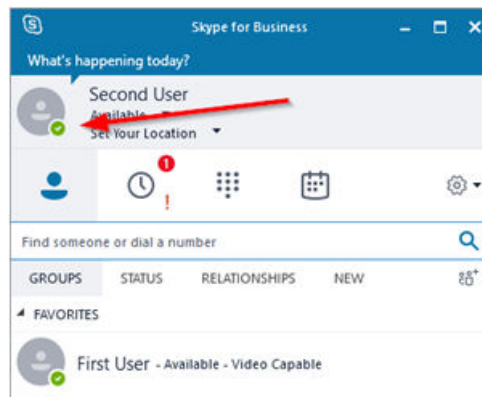 Skype for Business
What's happening today?
Second User
Available
Set Your Location
1
!
Find someone or dial a number
GROUPS STATUS RELATIONSHIPS NEW
FAVORITES
First User - Available - Video Capable